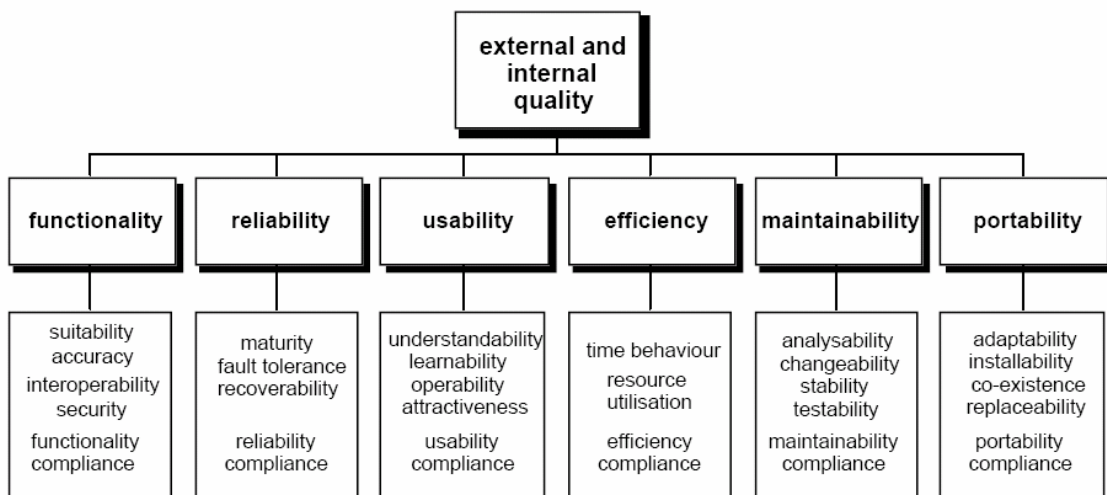 external and
internal
quality
functionality
reliability
usability
efficiency
maintainability
portability
suitability
accuracy
interoperability
security
functionality
compliance
maturity
fault tolerance
recoverability
reliability
compliance
understandability
learnability
operability
attractiveness
usability
compliance
time behaviour
resource
utilisation
efficiency
compliance
analysability
changeability
stability
testability
maintainability
compliance
adaptability
installability
co-existence
replaceability
portability
compliance